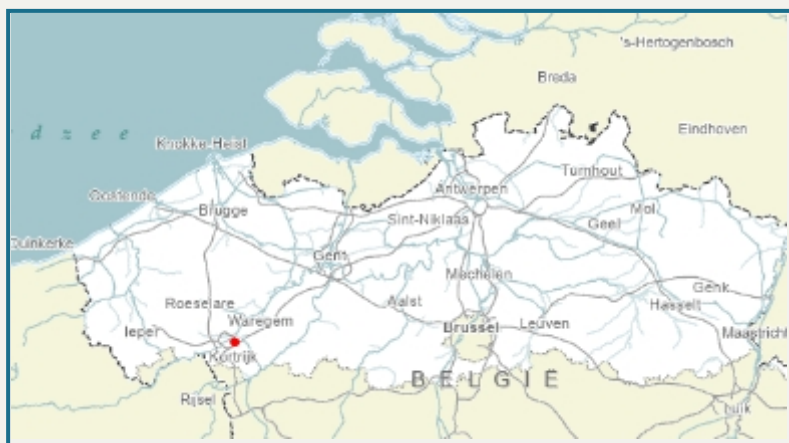 's-Hertogenbosch
Breda
d z e e
Eindhoven
Knokke-Heist
Turnhout
Antwerpen
Oostende
Mol
Brugge
Sint-Niklaas
Geel
Duinkerke
Gent
Mechelen
Genk
Roeselare
Aalst
Hasselt
Waregem
Ieper
Brussel
Leuven
Maastricht
Kortrijk
BELGIË
Rijsel
Luik